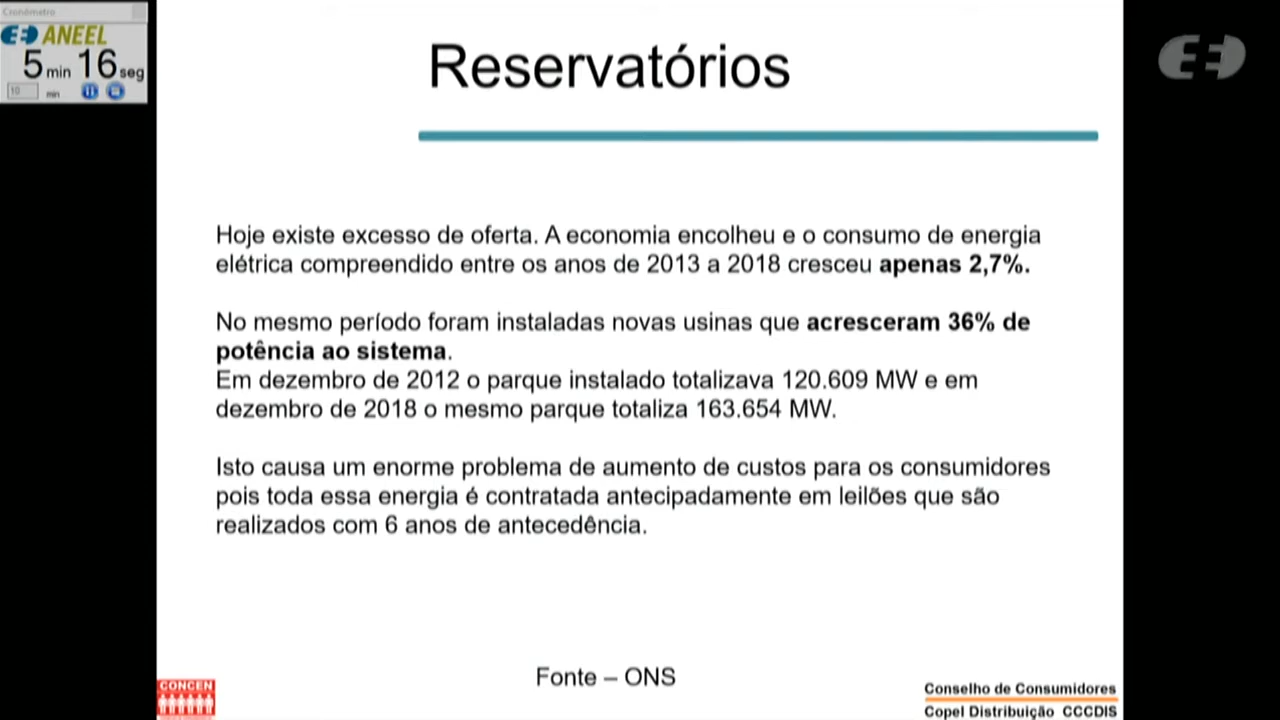 Cronômetro
ANEEL
5 min 16 seg
10 min
Reservatórios
Hoje existe excesso de oferta. A economia encolheu e o consumo de energia
elétrica compreendido entre os anos de 2013 a 2018 cresceu apenas 2,7%.
No mesmo período foram instaladas novas usinas que acresceram 36% de
potência ao sistema.
Em dezembro de 2012 o parque instalado totalizava 120.609 MW e em
dezembro de 2018 o mesmo parque totaliza 163.654 MW.
Isto causa um enorme problema de aumento de custos para os consumidores
pois toda essa energia é contratada antecipadamente em leilões que são
realizados com 6 anos de antecedência.
Fonte – ONS
CONCEN
Conselho de Consumidores
Copel Distribuição CCCDIS